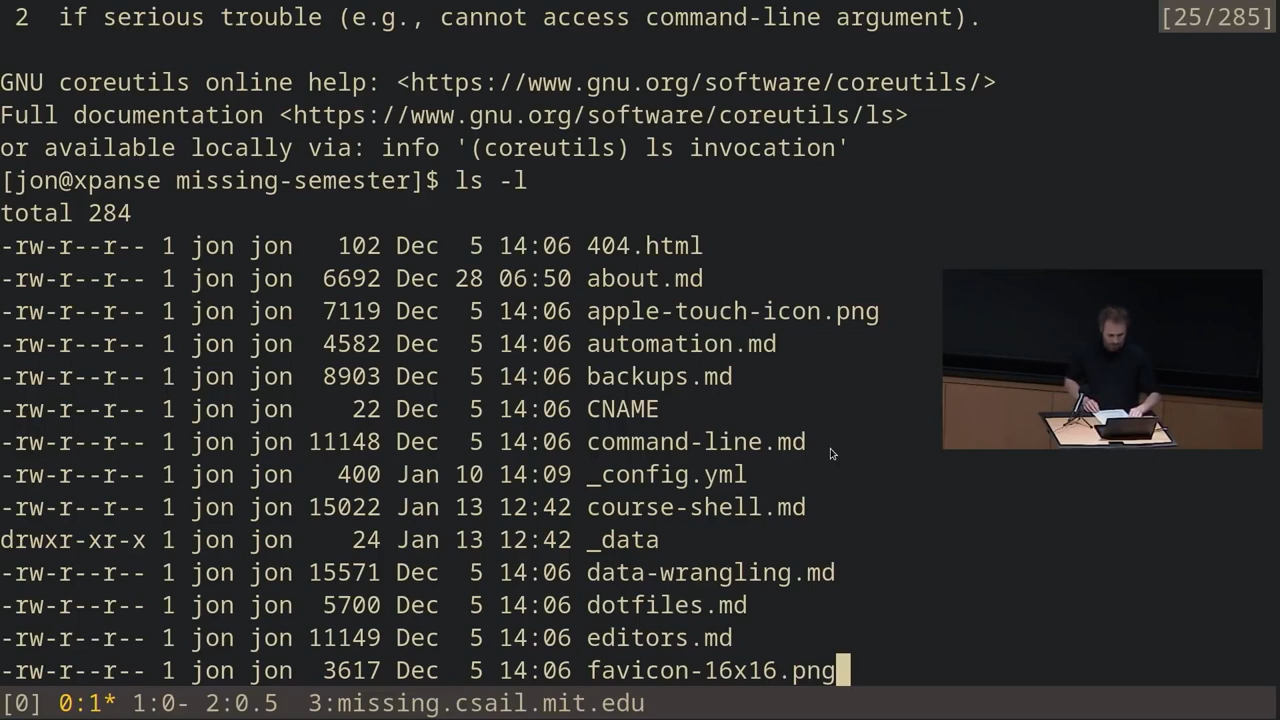 2  if serious trouble (e.g., cannot access command-line argument). [25/285]
GNU coreutils online help: <https://www.gnu.org/software/coreutils/>
Full documentation <https://www.gnu.org/software/coreutils/ls>
or available locally via: info '(coreutils) ls invocation'
[jon@xpanse missing-semester]$ ls -l
total 284
-rw-r--r-- 1 jon jon   102 Dec  5 14:06 404.html
-rw-r--r-- 1 jon jon  6692 Dec 28 06:50 about.md
-rw-r--r-- 1 jon jon  7119 Dec  5 14:06 apple-touch-icon.png
-rw-r--r-- 1 jon jon  4582 Dec  5 14:06 automation.md
-rw-r--r-- 1 jon jon  8903 Dec  5 14:06 backups.md
-rw-r--r-- 1 jon jon    22 Dec  5 14:06 CNAME
-rw-r--r-- 1 jon jon 11148 Dec  5 14:06 command-line.md
-rw-r--r-- 1 jon jon   400 Jan 10 14:09 _config.yml
-rw-r--r-- 1 jon jon 15022 Jan 13 12:42 course-shell.md
drwxr-xr-x 1 jon jon    24 Jan 13 12:42 _data
-rw-r--r-- 1 jon jon 15571 Dec  5 14:06 data-wrangling.md
-rw-r--r-- 1 jon jon  5700 Dec  5 14:06 dotfiles.md
-rw-r--r-- 1 jon jon 11149 Dec  5 14:06 editors.md
-rw-r--r-- 1 jon jon  3617 Dec  5 14:06 favicon-16x16.png
[0] 0:1* 1:0- 2:0.5  3:missing.csail.mit.edu